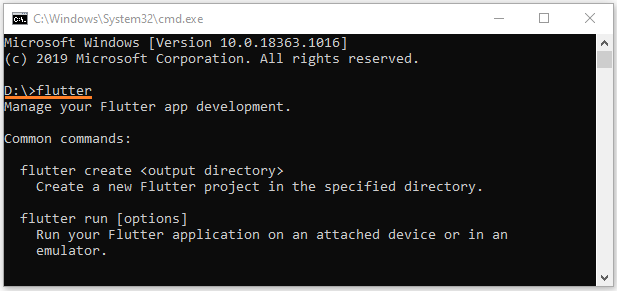 C:\Windows\System32\cmd.exe
Microsoft Windows [Version 10.0.18363.1016]
(c) 2019 Microsoft Corporation. All rights reserved.
D:\>flutter
Manage your Flutter app development.
Common commands:
flutter create <output directory>
Create a new Flutter project in the specified directory.
flutter run [options]
Run your Flutter application on an attached device or in an
emulator.